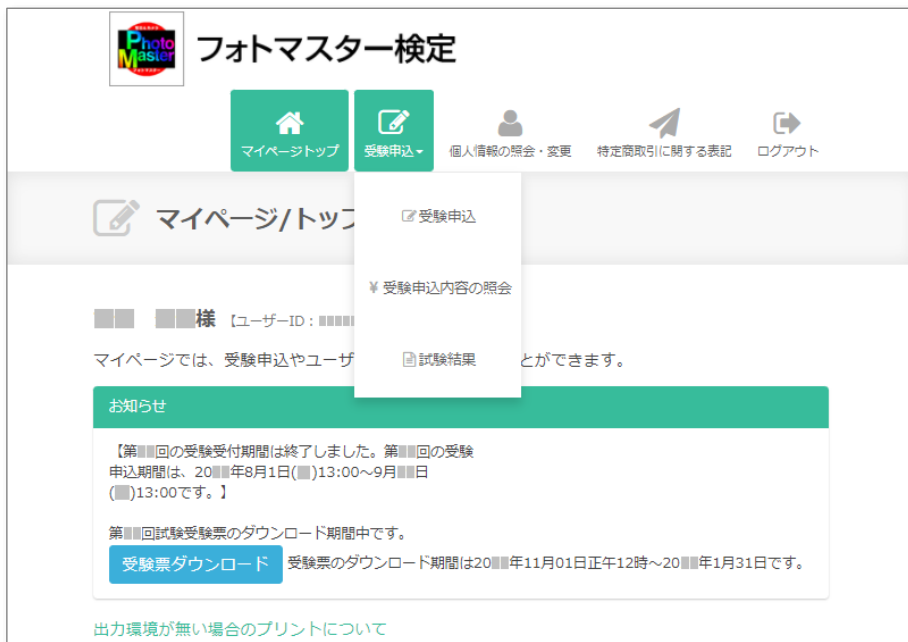 Photo
Master
フォトマスター
フォトマスター検定
マイページトップ
受験申込
個人情報の照会・変更
特定商取引に関する表記
ログアウト
マイページ/トップ
受験申込
¥ 受験申込内容の照会
試験結果
様 【ユーザーID:
マイページでは、受験申込やユーザ
とができます。
お知らせ
【第 回の受験受付期間は終了しました。第 回の受験
申込期間は、20 年8月1日( )13:00～9月 日
( )13:00です。】
第 回試験受験票のダウンロード期間中です。
受験票ダウンロード 受験票のダウンロード期間は20 年11月01日正午12時～20 年1月31日です。
出力環境が無い場合のプリントについて